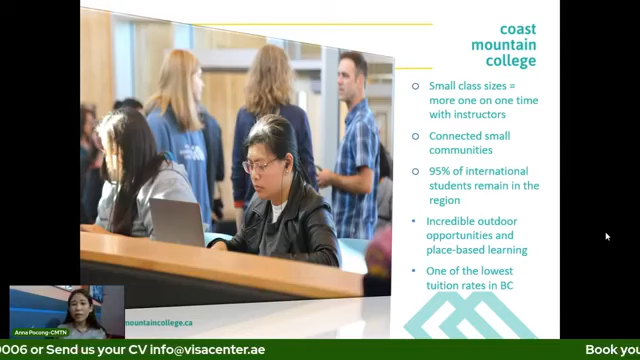 coast
mountain
college
Small class sizes =
more one on one time
with instructors
Connected small
communities
95% of international
students remain in the
region
Incredible outdoor
opportunities and
place-based learning
One of the lowest
tuition rates in BC
mountaincollege.ca
Anna Pocong-CMTN
0006 or Send us your CV info@visacenter.ae
Book you